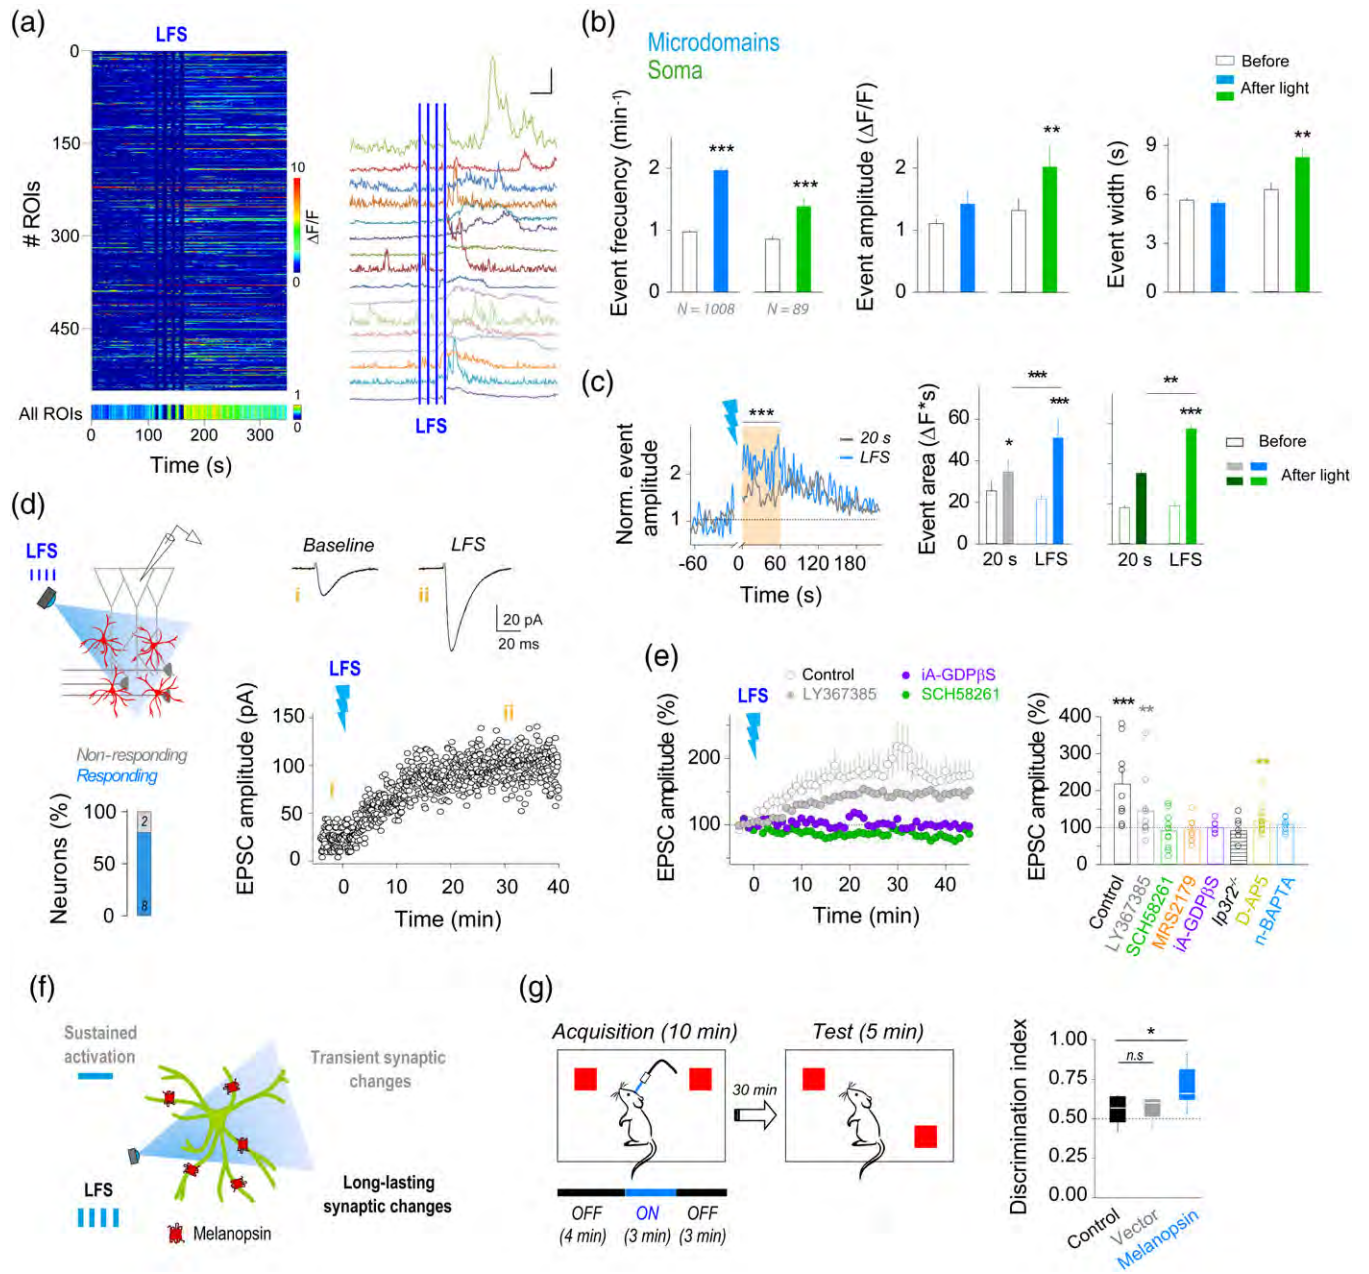 (a)
LFS
0
150
300
450
# ROIs
10
0
ΔF/F
All ROIs
1
0
0
100
200
300
Time (s)
LFS
(b)
Microdomains
Soma
Before
After light
Event frecuency (min⁻¹)
2
1
0
***
***
N = 1008
N = 89
Event amplitude (ΔF/F)
2
1
0
**
Event width (s)
9
6
3
0
**
(c)
Norm. event
amplitude
2
1
***
20 s
LFS
-60
0
0
60
120
180
Time (s)
Event area (ΔF*s)
60
40
20
0
***
*
***
20 s
LFS
**
***
20 s
LFS
Before
After light
(d)
LFS
Baseline
LFS
i
ii
20 pA
20 ms
Non-responding
Responding
Neurons (%)
100
50
0
2
8
LFS
EPSC amplitude (pA)
150
100
50
0
i
ii
0
10
20
30
40
Time (min)
(e)
LFS
Control
LY367385
iA-GDPβS
SCH58261
EPSC amplitude (%)
200
100
0
10
20
30
40
Time (min)
EPSC amplitude (%)
400
300
200
100
0
***
**
**
Control
LY367385
SCH58261
MRS2179
iA-GDPβS
Ip3r2-/-
D-AP5
n-BAPTA
(f)
Sustained
activation
Transient synaptic
changes
LFS
Long-lasting
synaptic changes
Melanopsin
(g)
Acquisition (10 min)
30 min
Test (5 min)
OFF
(4 min)
ON
(3 min)
OFF
(3 min)
Discrimination index
1.00
0.75
0.50
0.25
0.00
*
n.s
Control
Vector
Melanopsin